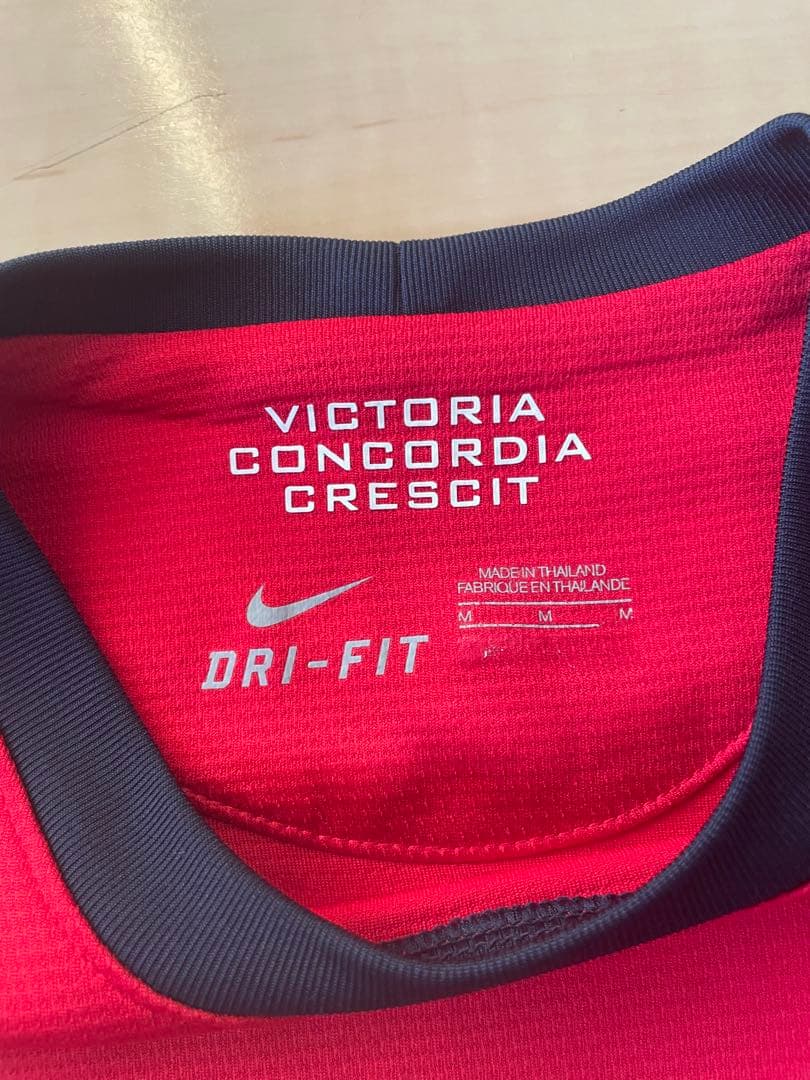 VICTORIA
CONCORDIA
CRESCIT
MADE IN THAILAND
FABRIQUE EN THAILANDE
M M M
DRI-FIT